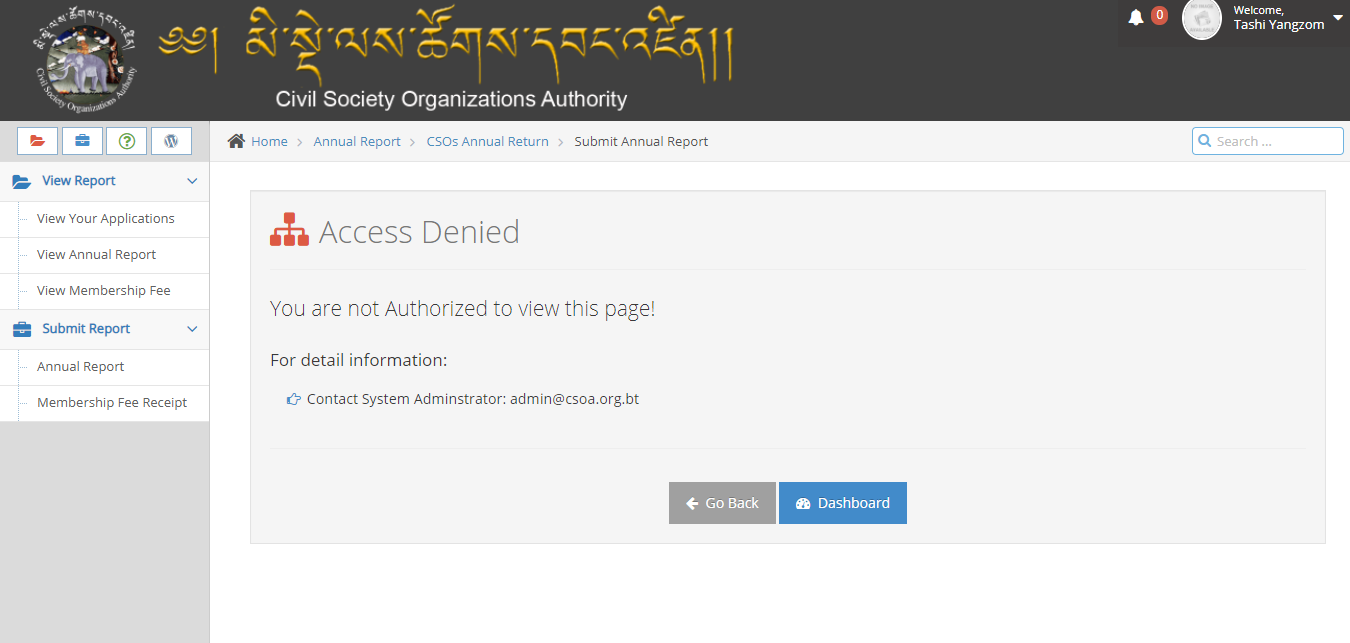 ༄༅། མི་སྡེ་ལས་ཚོགས་དབང་འཛིན།།
Civil Society Organizations Authority
Civil Society Organizations Authority
0
Welcome,
Tashi Yangzom
Home
Annual Report
CSOs Annual Return
Submit Annual Report
Search ...
View Report
View Your Applications
View Annual Report
View Membership Fee
Submit Report
Annual Report
Membership Fee Receipt
Access Denied
You are not Authorized to view this page!
For detail information:
Contact System Adminstrator: admin@csoa.org.bt
Go Back
Dashboard